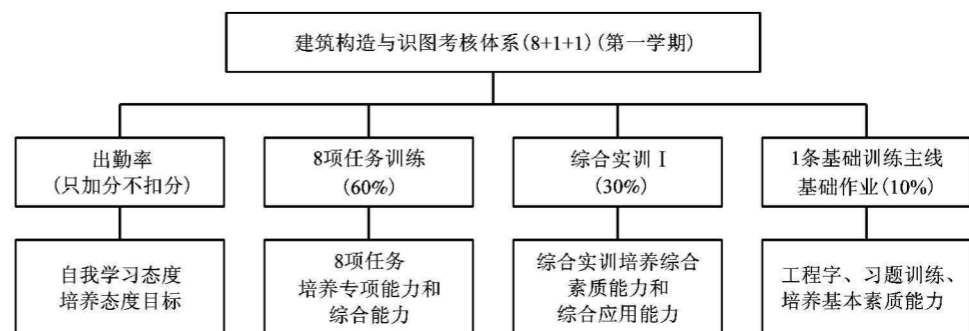 建筑构造与识图考核体系(8+1+1)(第一学期)
出勤率
(只加分不扣分)
8项任务训练
(60%)
综合实训Ⅰ
(30%)
1条基础训练主线
基础作业(10%)
自我学习态度
培养态度目标
8项任务
培养专项能力和
综合能力
综合实训培养综合
素质能力和
综合应用能力
工程字、习题训练、
培养基本素质能力